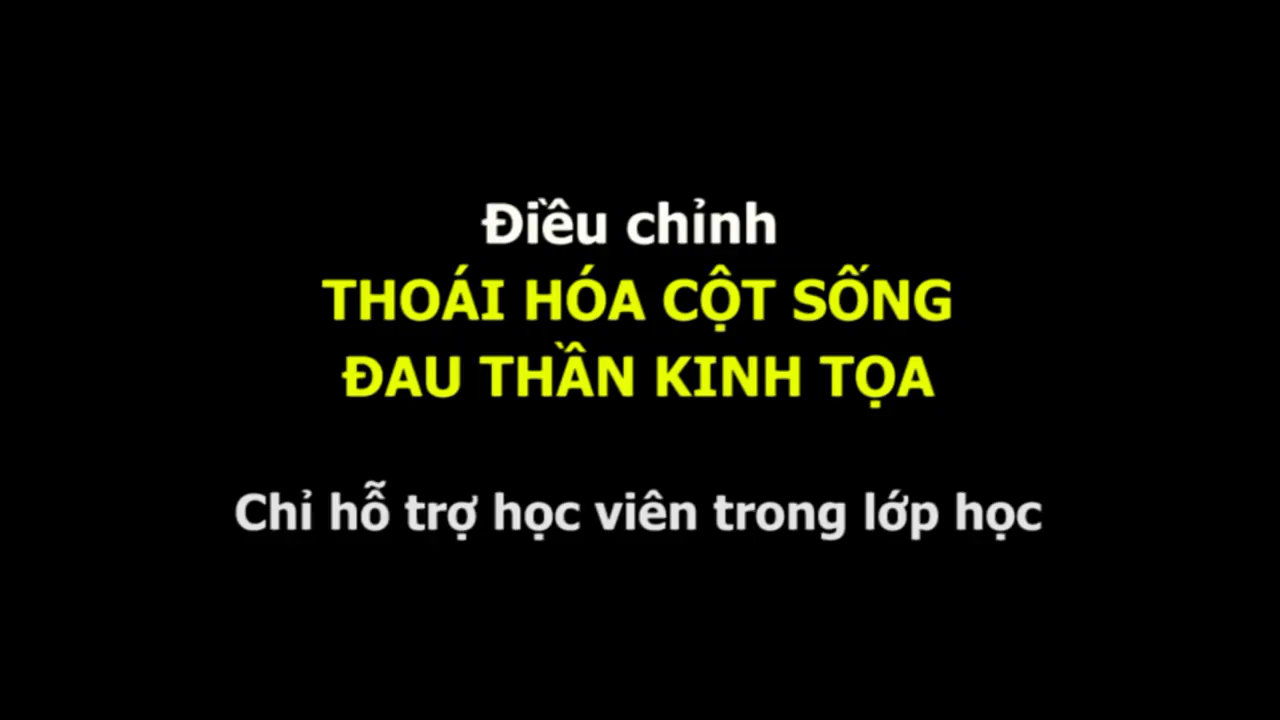 Điều chỉnh
THOÁI HÓA CỘT SỐNG
ĐAU THẦN KINH TỌA
Chỉ hỗ trợ học viên trong lớp học